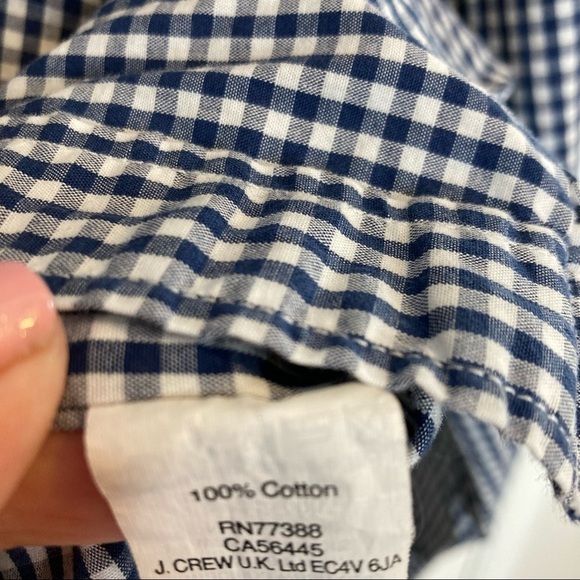 100% Cotton
RN77388
CA56445
J. CREW U.K. Ltd EC4V 6JA